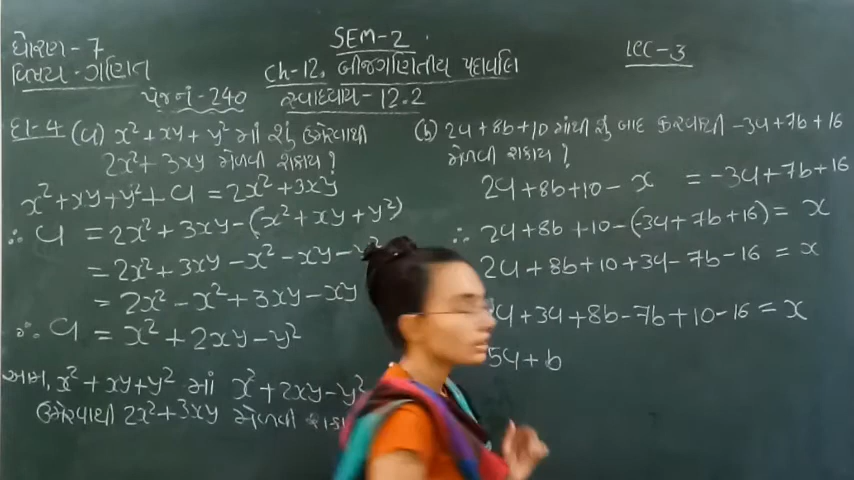 SEM-2.
ધોરણ-7
વિષય-ગણિત
Ch-12. બીજગણિતીય પદાવલિ
LEC-3
પેજનં-240
સ્વાધ્યાય-12.2
દા-4 (a) x²+xy+y² માં શું ઉમેરવાથી
2x²+3xy મેળવી શકાય?
x²+xy+y²+a=2x²+3xy
∴ a =2x²+3xy-(x²+xy+y²)
=2x²+3xy-x²-xy-y²
=2x²-x²+3xy-xy
∴ a = x²+2xy-y²
આમ, x²+xy+y² માં x²+2xy-y²
ઉમેરવાથી 2x²+3xy મેળવી શકા
(b) 2a+8b+10 માંથી શું બાદ કરવાથી -3a+7b+16
મેળવી શકાય?
2a+8b+10-x =-3a+7b+16
∴ 2a+8b+10-(-3a+7b+16)=x
2a+8b+10+3a-7b-16 =x
a+3a+8b-7b+10-16=x
5a+b